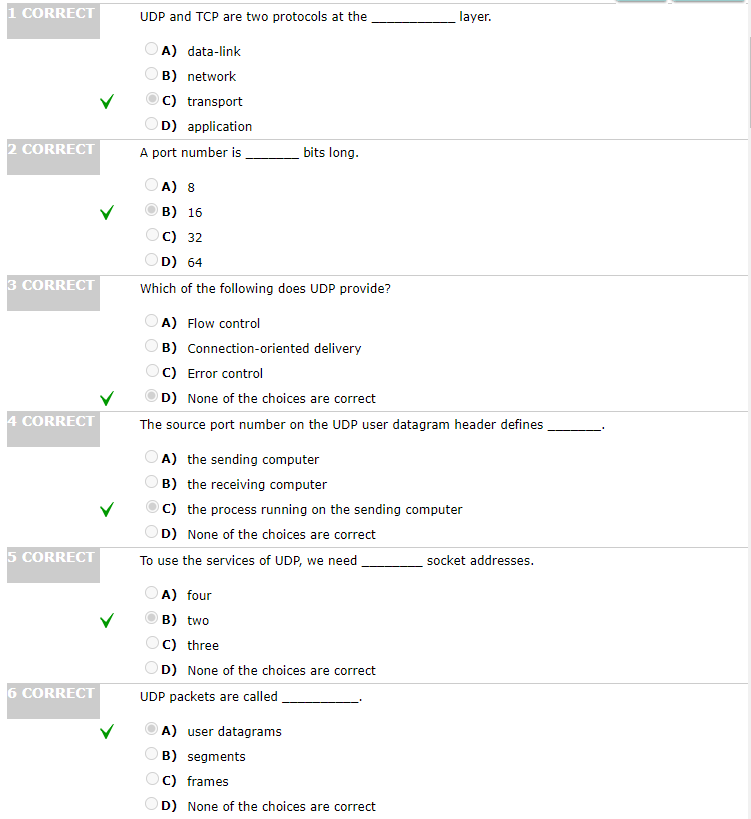 1 CORRECT
UDP and TCP are two protocols at the ___________ layer.
A) data-link
B) network
C) transport
D) application
2 CORRECT
A port number is _______ bits long.
A) 8
B) 16
C) 32
D) 64
3 CORRECT
Which of the following does UDP provide?
A) Flow control
B) Connection-oriented delivery
C) Error control
D) None of the choices are correct
4 CORRECT
The source port number on the UDP user datagram header defines _______.
A) the sending computer
B) the receiving computer
C) the process running on the sending computer
D) None of the choices are correct
5 CORRECT
To use the services of UDP, we need ________ socket addresses.
A) four
B) two
C) three
D) None of the choices are correct
6 CORRECT
UDP packets are called __________.
A) user datagrams
B) segments
C) frames
D) None of the choices are correct